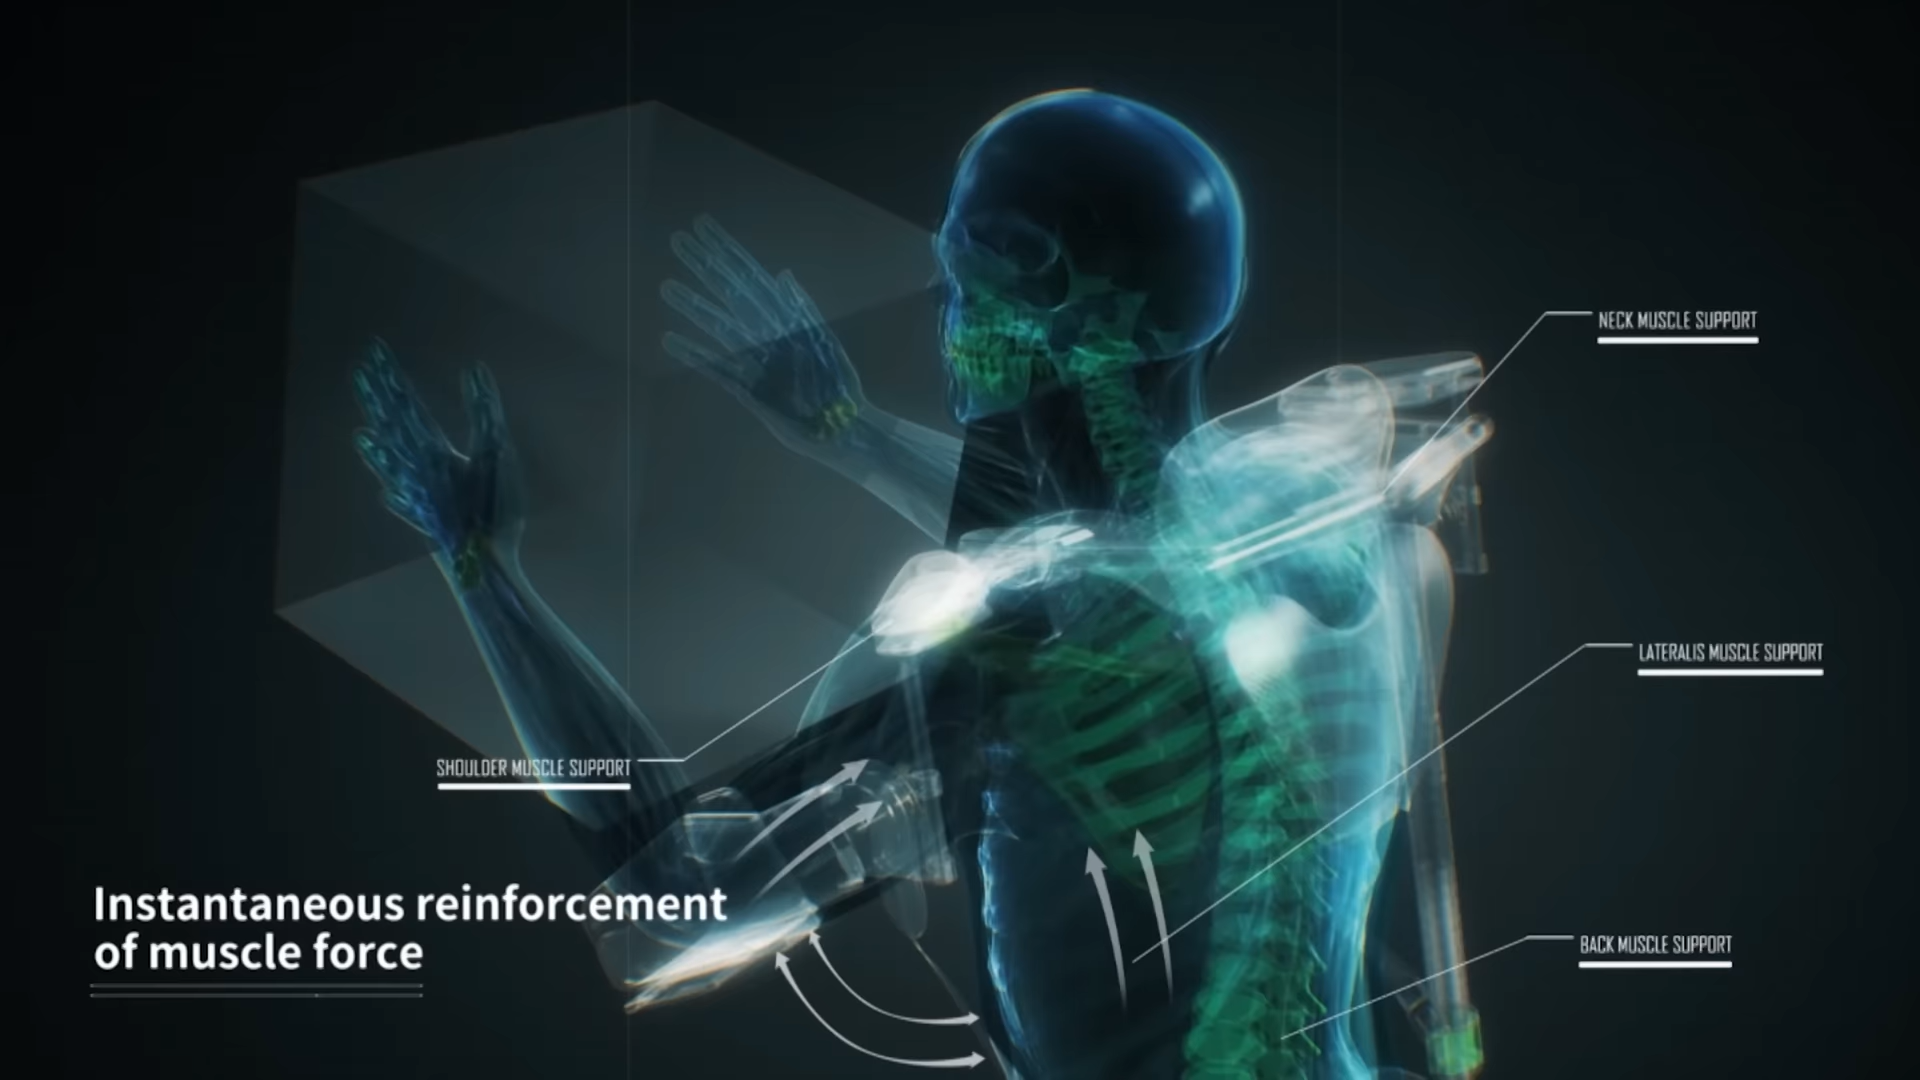 NECK MUSCLE SUPPORT
LATERALIS MUSCLE SUPPORT
SHOULDER MUSCLE SUPPORT
Instantaneous reinforcement
of muscle force
BACK MUSCLE SUPPORT